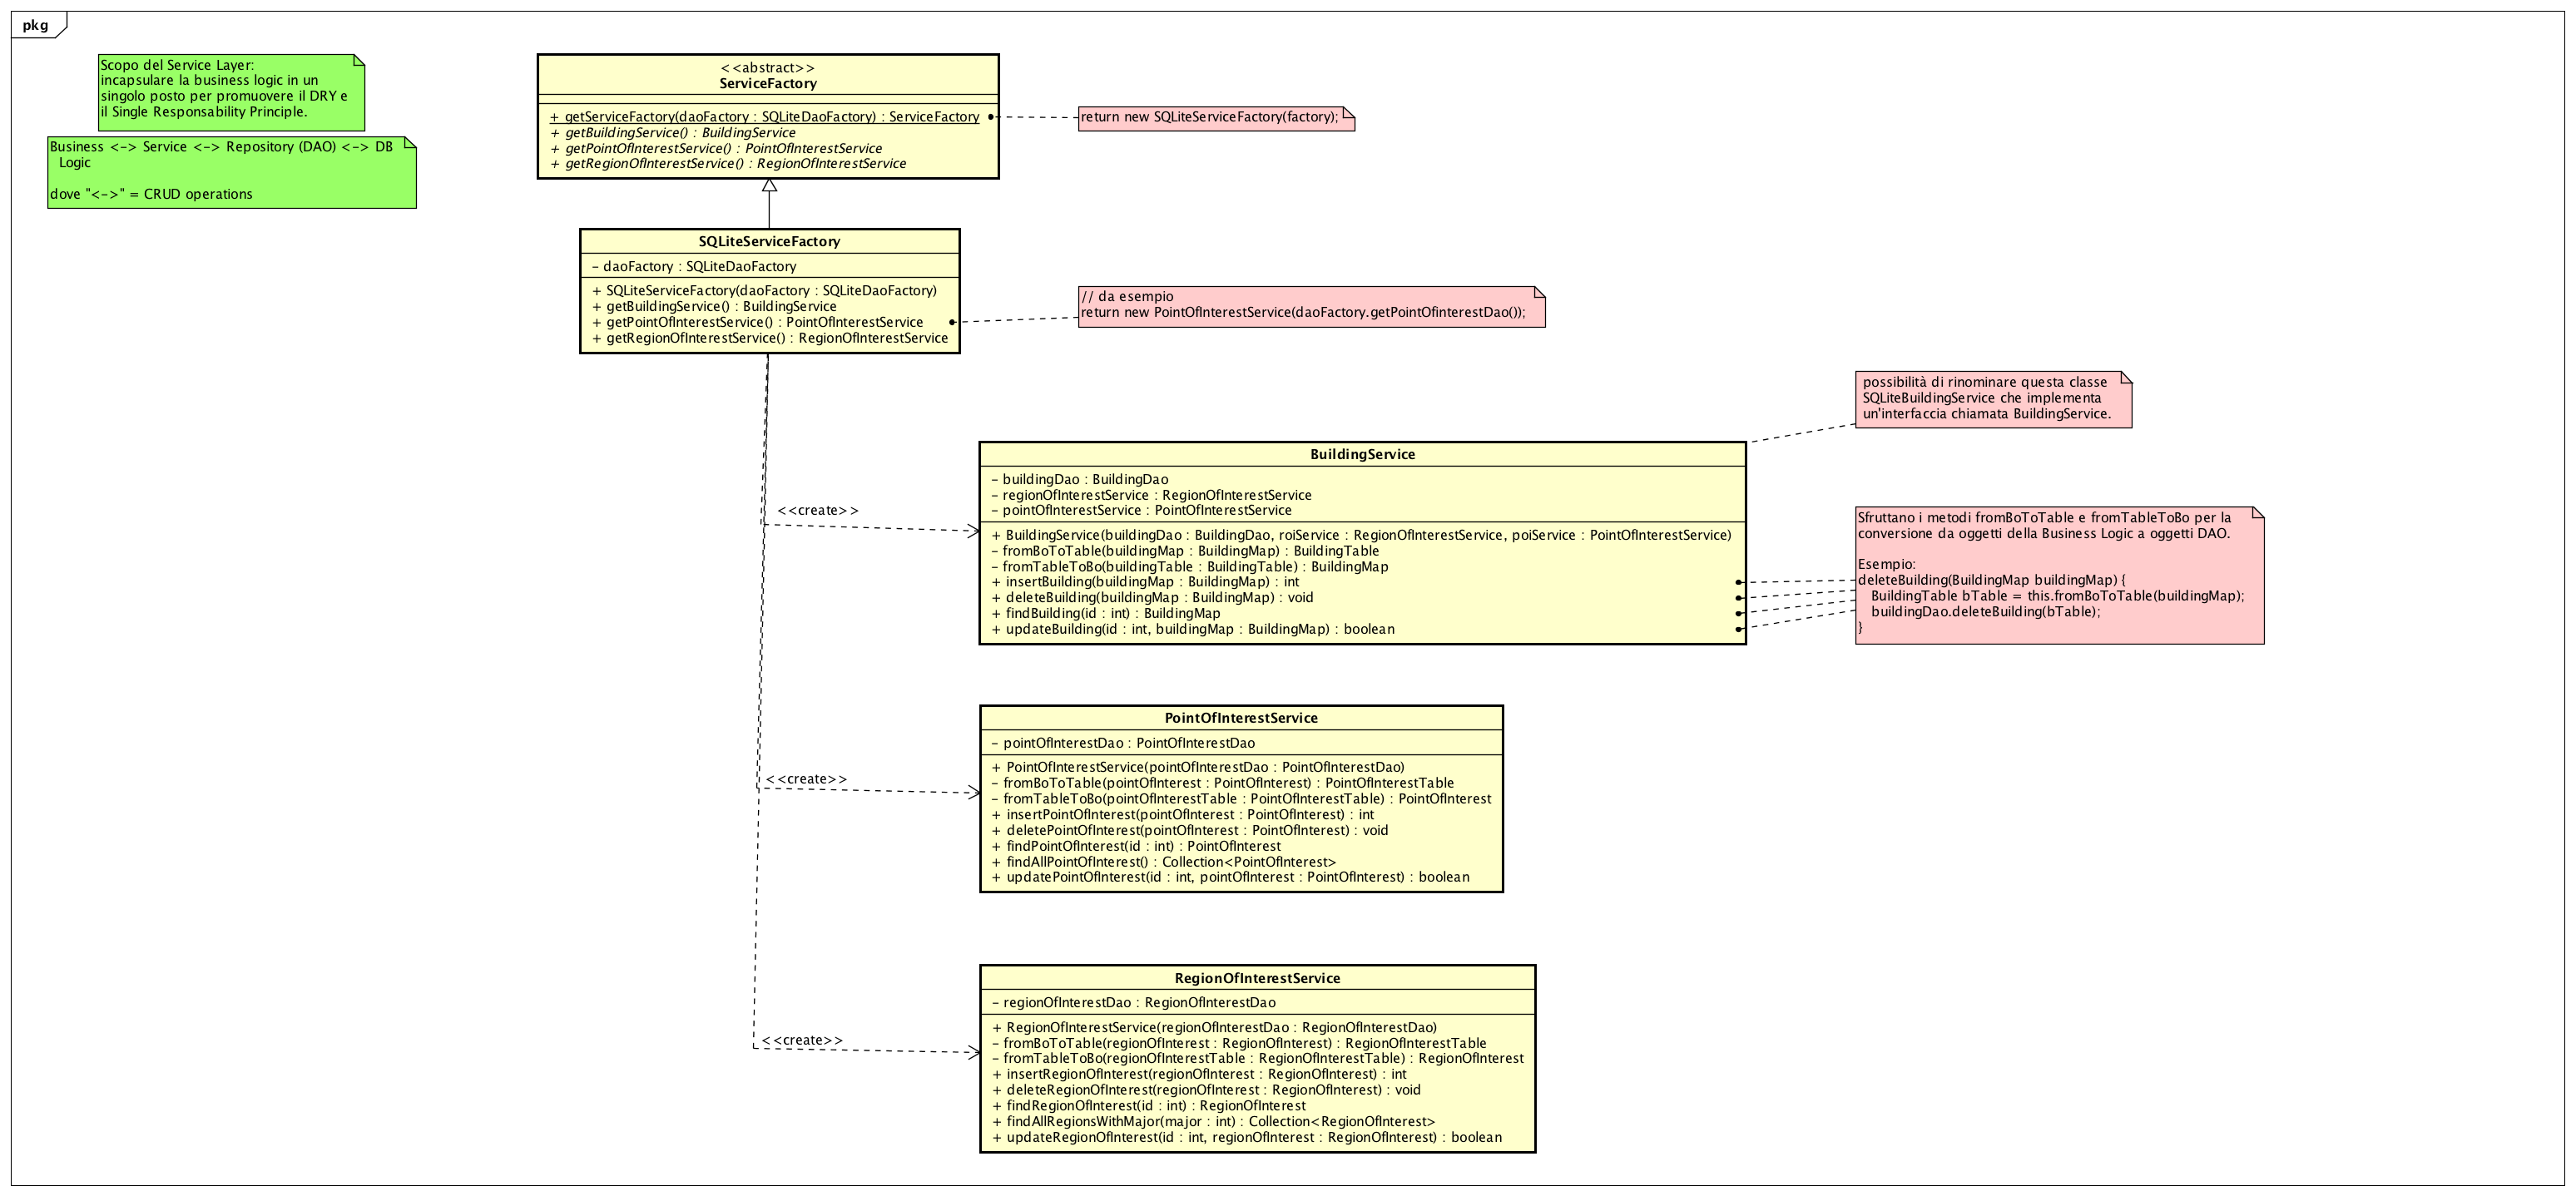 pkg
Scopo del Service Layer:
incapsulare la business logic in un
singolo posto per promuovere il DRY e
il Single Responsability Principle.
Business <-> Service <-> Repository (DAO) <-> DB
Logic
dove "<->" = CRUD operations
<<abstract>>
ServiceFactory
+ getServiceFactory(daoFactory : SQLiteDaoFactory) : ServiceFactory
+ getBuildingService() : BuildingService
+ getPointOfInterestService() : PointOfInterestService
+ getRegionOfInterestService() : RegionOfInterestService
return new SQLiteServiceFactory(factory);
SQLiteServiceFactory
- daoFactory : SQLiteDaoFactory
+ SQLiteServiceFactory(daoFactory : SQLiteDaoFactory)
+ getBuildingService() : BuildingService
+ getPointOfInterestService() : PointOfInterestService
+ getRegionOfInterestService() : RegionOfInterestService
// da esempio
return new PointOfInterestService(daoFactory.getPointOfinterestDao());
possibilità di rinominare questa classe
SQLiteBuildingService che implementa
un'interfaccia chiamata BuildingService.
<<create>>
BuildingService
- buildingDao : BuildingDao
- regionOfInterestService : RegionOfInterestService
- pointOfInterestService : PointOfInterestService
+ BuildingService(buildingDao : BuildingDao, roiService : RegionOfInterestService, poiService : PointOfInterestService)
- fromBoToTable(buildingMap : BuildingMap) : BuildingTable
- fromTableToBo(buildingTable : BuildingTable) : BuildingMap
+ insertBuilding(buildingMap : BuildingMap) : int
+ deleteBuilding(buildingMap : BuildingMap) : void
+ findBuilding(id : int) : BuildingMap
+ updateBuilding(id : int, buildingMap : BuildingMap) : boolean
Sfruttano i metodi fromBoToTable e fromTableToBo per la
conversione da oggetti della Business Logic a oggetti DAO.
Esempio:
deleteBuilding(BuildingMap buildingMap) {
BuildingTable bTable = this.fromBoToTable(buildingMap);
buildingDao.deleteBuilding(bTable);
}
<<create>>
PointOfInterestService
- pointOfInterestDao : PointOfInterestDao
+ PointOfInterestService(pointOfInterestDao : PointOfInterestDao)
- fromBoToTable(pointOfInterest : PointOfInterest) : PointOfInterestTable
- fromTableToBo(pointOfInterestTable : PointOfInterestTable) : PointOfInterest
+ insertPointOfInterest(pointOfInterest : PointOfInterest) : int
+ deletePointOfInterest(pointOfInterest : PointOfInterest) : void
+ findPointOfInterest(id : int) : PointOfInterest
+ findAllPointOfInterest() : Collection<PointOfInterest>
+ updatePointOfInterest(id : int, pointOfInterest : PointOfInterest) : boolean
<<create>>
RegionOfInterestService
- regionOfInterestDao : RegionOfInterestDao
+ RegionOfInterestService(regionOfInterestDao : RegionOfInterestDao)
- fromBoToTable(regionOfInterest : RegionOfInterest) : RegionOfInterestTable
- fromTableToBo(regionOfInterestTable : RegionOfInterestTable) : RegionOfInterest
+ insertRegionOfInterest(regionOfInterest : RegionOfInterest) : int
+ deleteRegionOfInterest(regionOfInterest : RegionOfInterest) : void
+ findRegionOfInterest(id : int) : RegionOfInterest
+ findAllRegionsWithMajor(major : int) : Collection<RegionOfInterest>
+ updateRegionOfInterest(id : int, regionOfInterest : RegionOfInterest) : boolean